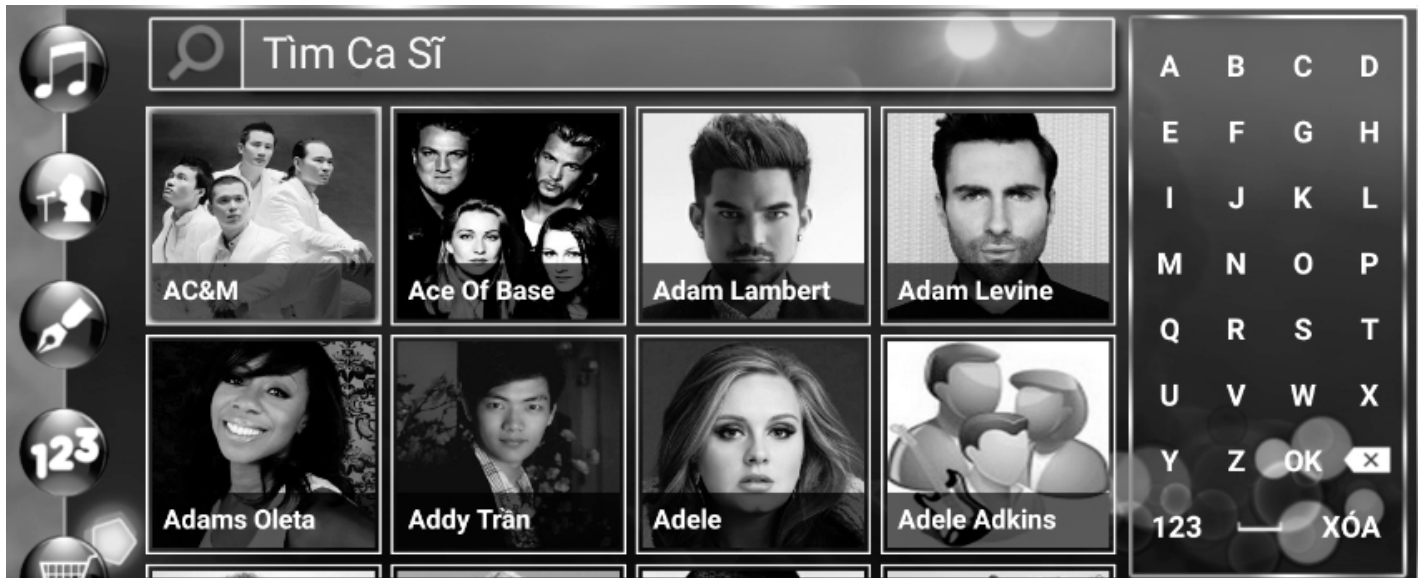 Tìm Ca Sĩ
A B C D
E F G H
I J K L
M N O P
Q R S T
U V W X
Y Z OK
123 XÓA
AC&M
Ace Of Base
Adam Lambert
Adam Levine
Adams Oleta
Addy Trần
Adele
Adele Adkins
123